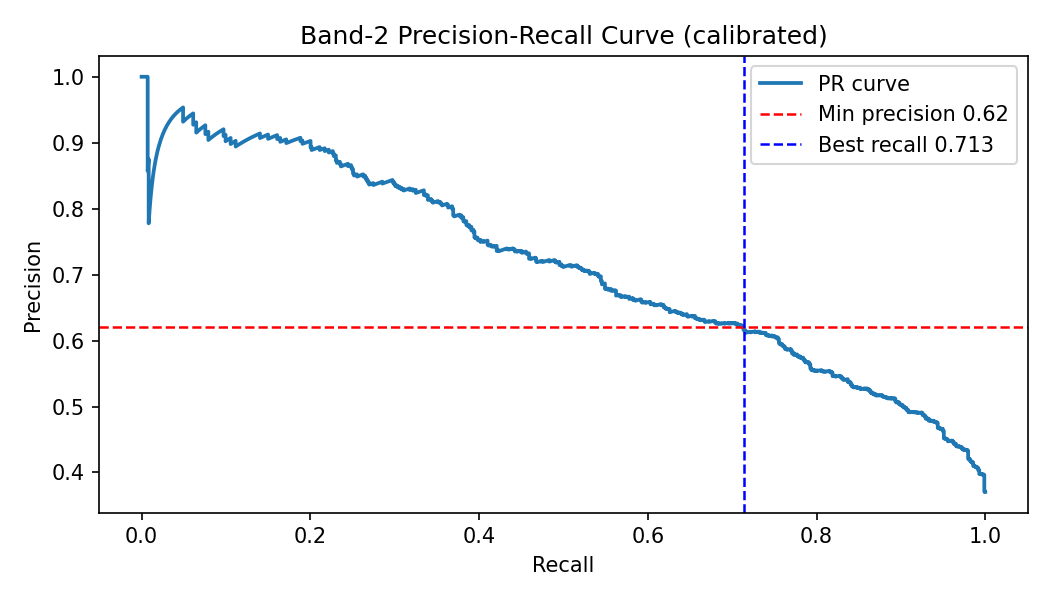 Band-2 Precision-Recall Curve (calibrated)
PR curve
Min precision 0.62
Best recall 0.713
Precision
1.0
0.9
0.8
0.7
0.6
0.5
0.4
0.0
0.2
0.4
0.6
0.8
1.0
Recall